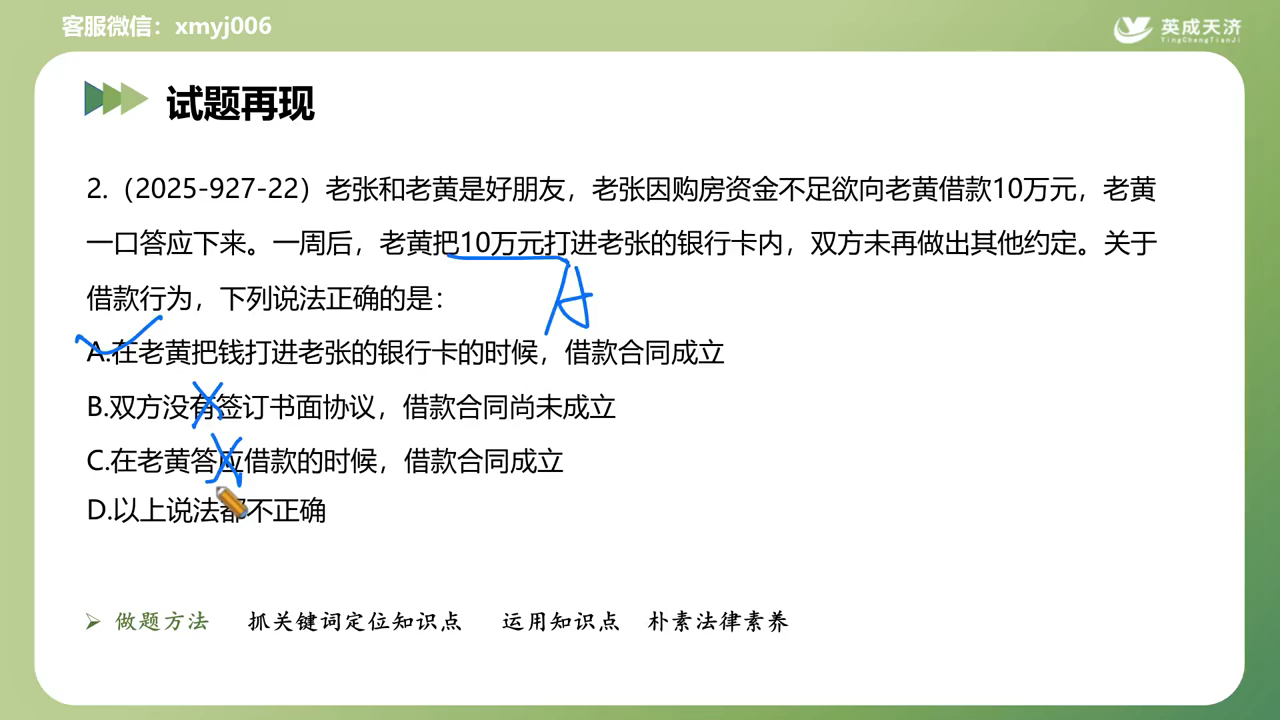 客服微信：xmyj006
英成天济
YingChengTianJi
试题再现
2.（2025-927-22）老张和老黄是好朋友，老张因购房资金不足欲向老黄借款10万元，老黄
一口答应下来。一周后，老黄把10万元打进老张的银行卡内，双方未再做出其他约定。关于
借款行为，下列说法正确的是：
A
A.在老黄把钱打进老张的银行卡的时候，借款合同成立
B.双方没有签订书面协议，借款合同尚未成立
C.在老黄答应借款的时候，借款合同成立
D.以上说法都不正确
做题方法 抓关键词定位知识点 运用知识点 朴素法律素养